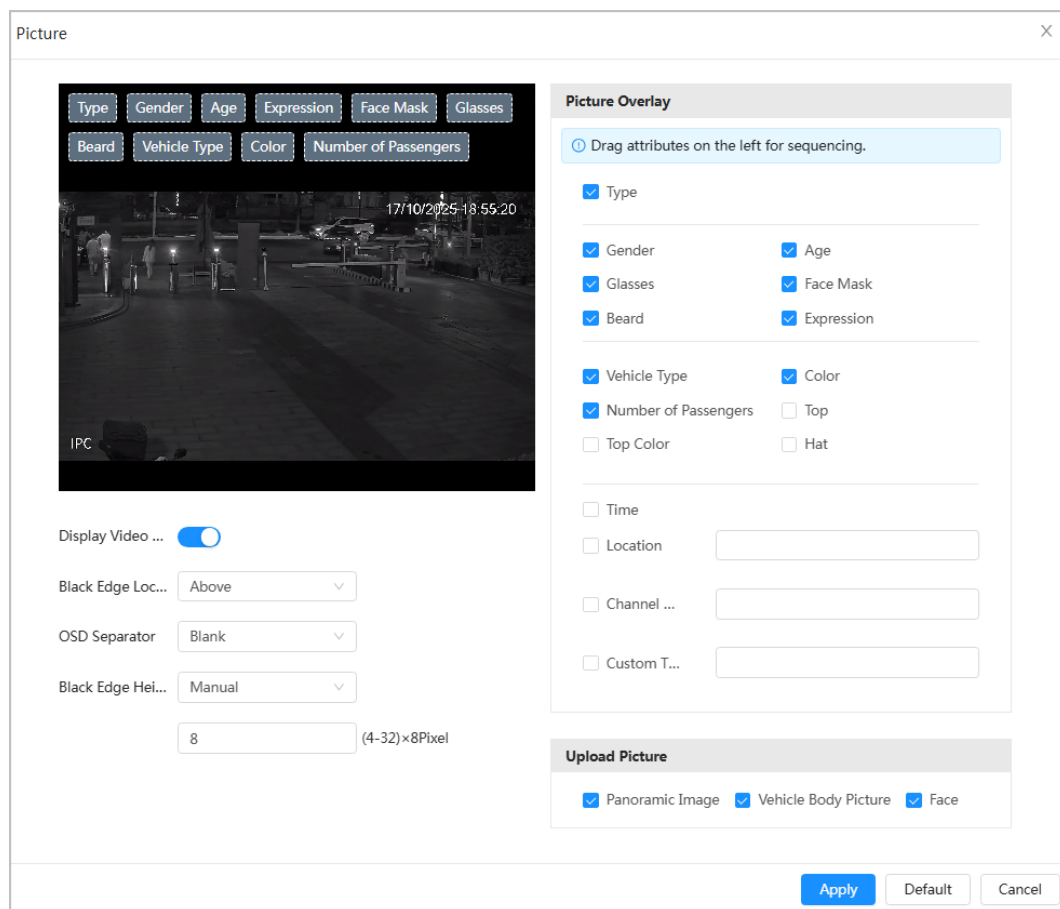 Picture
Type Gender Age Expression Face Mask Glasses
Beard Vehicle Type Color Number of Passengers
17/10/2025 18:55:20
IPC
Display Video ...
Black Edge Loc... Above
OSD Separator Blank
Black Edge Hei... Manual
8 (4-32)×8Pixel
Picture Overlay
Drag attributes on the left for sequencing.
Type
Gender Age
Glasses Face Mask
Beard Expression
Vehicle Type Color
Number of Passengers Top
Top Color Hat
Time
Location
Channel ...
Custom T...
Upload Picture
Panoramic Image Vehicle Body Picture Face
Apply Default Cancel